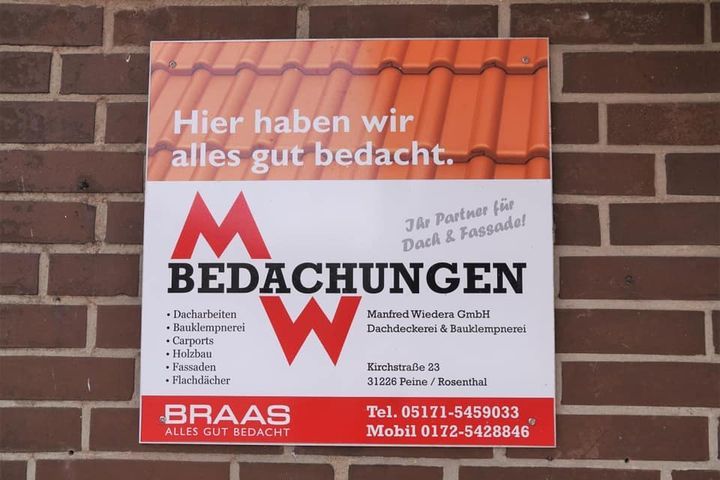 Hier haben wir
alles gut bedacht.
Ihr Partner für
Dach & Fassade!
M
BEDACHUNGEN
W
• Dacharbeiten
• Bauklempnerei
• Carports
• Holzbau
• Fassaden
• Flachdächer
Manfred Wiedera GmbH
Dachdeckerei & Bauklempnerei
Kirchstraße 23
31226 Peine / Rosenthal
BRAAS
ALLES GUT BEDACHT
Tel. 05171-5459033
Mobil 0172-5428846